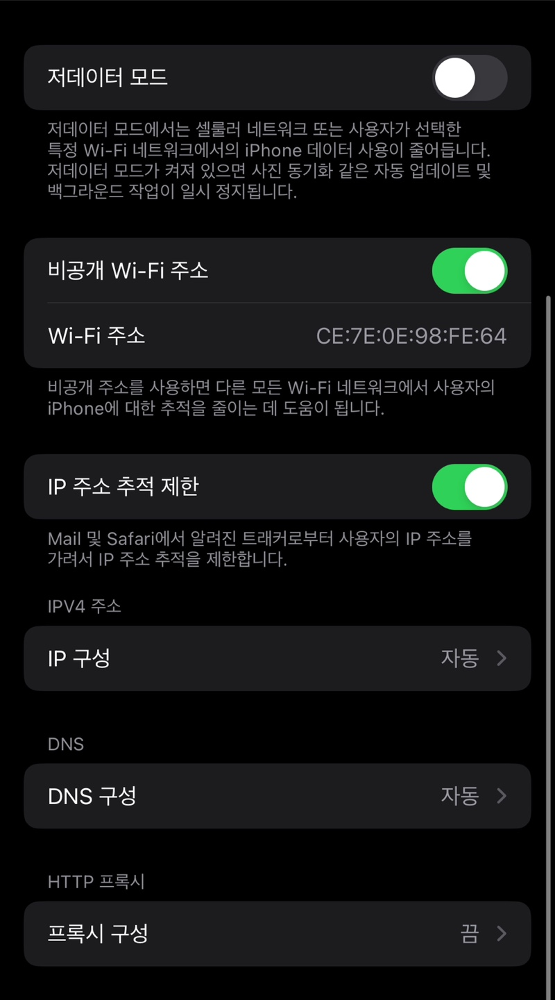 저데이터 모드
저데이터 모드에서는 셀룰러 네트워크 또는 사용자가 선택한
특정 Wi-Fi 네트워크에서의 iPhone 데이터 사용이 줄어듭니다.
저데이터 모드가 켜져 있으면 사진 동기화 같은 자동 업데이트 및
백그라운드 작업이 일시 정지됩니다.
비공개 Wi-Fi 주소
Wi-Fi 주소 CE:7E:0E:98:FE:64
비공개 주소를 사용하면 다른 모든 Wi-Fi 네트워크에서 사용자의
iPhone에 대한 추적을 줄이는 데 도움이 됩니다.
IP 주소 추적 제한
Mail 및 Safari에서 알려진 트래커로부터 사용자의 IP 주소를
가려서 IP 주소 추적을 제한합니다.
IPV4 주소
IP 구성 자동
DNS
DNS 구성 자동
HTTP 프록시
프록시 구성 끔